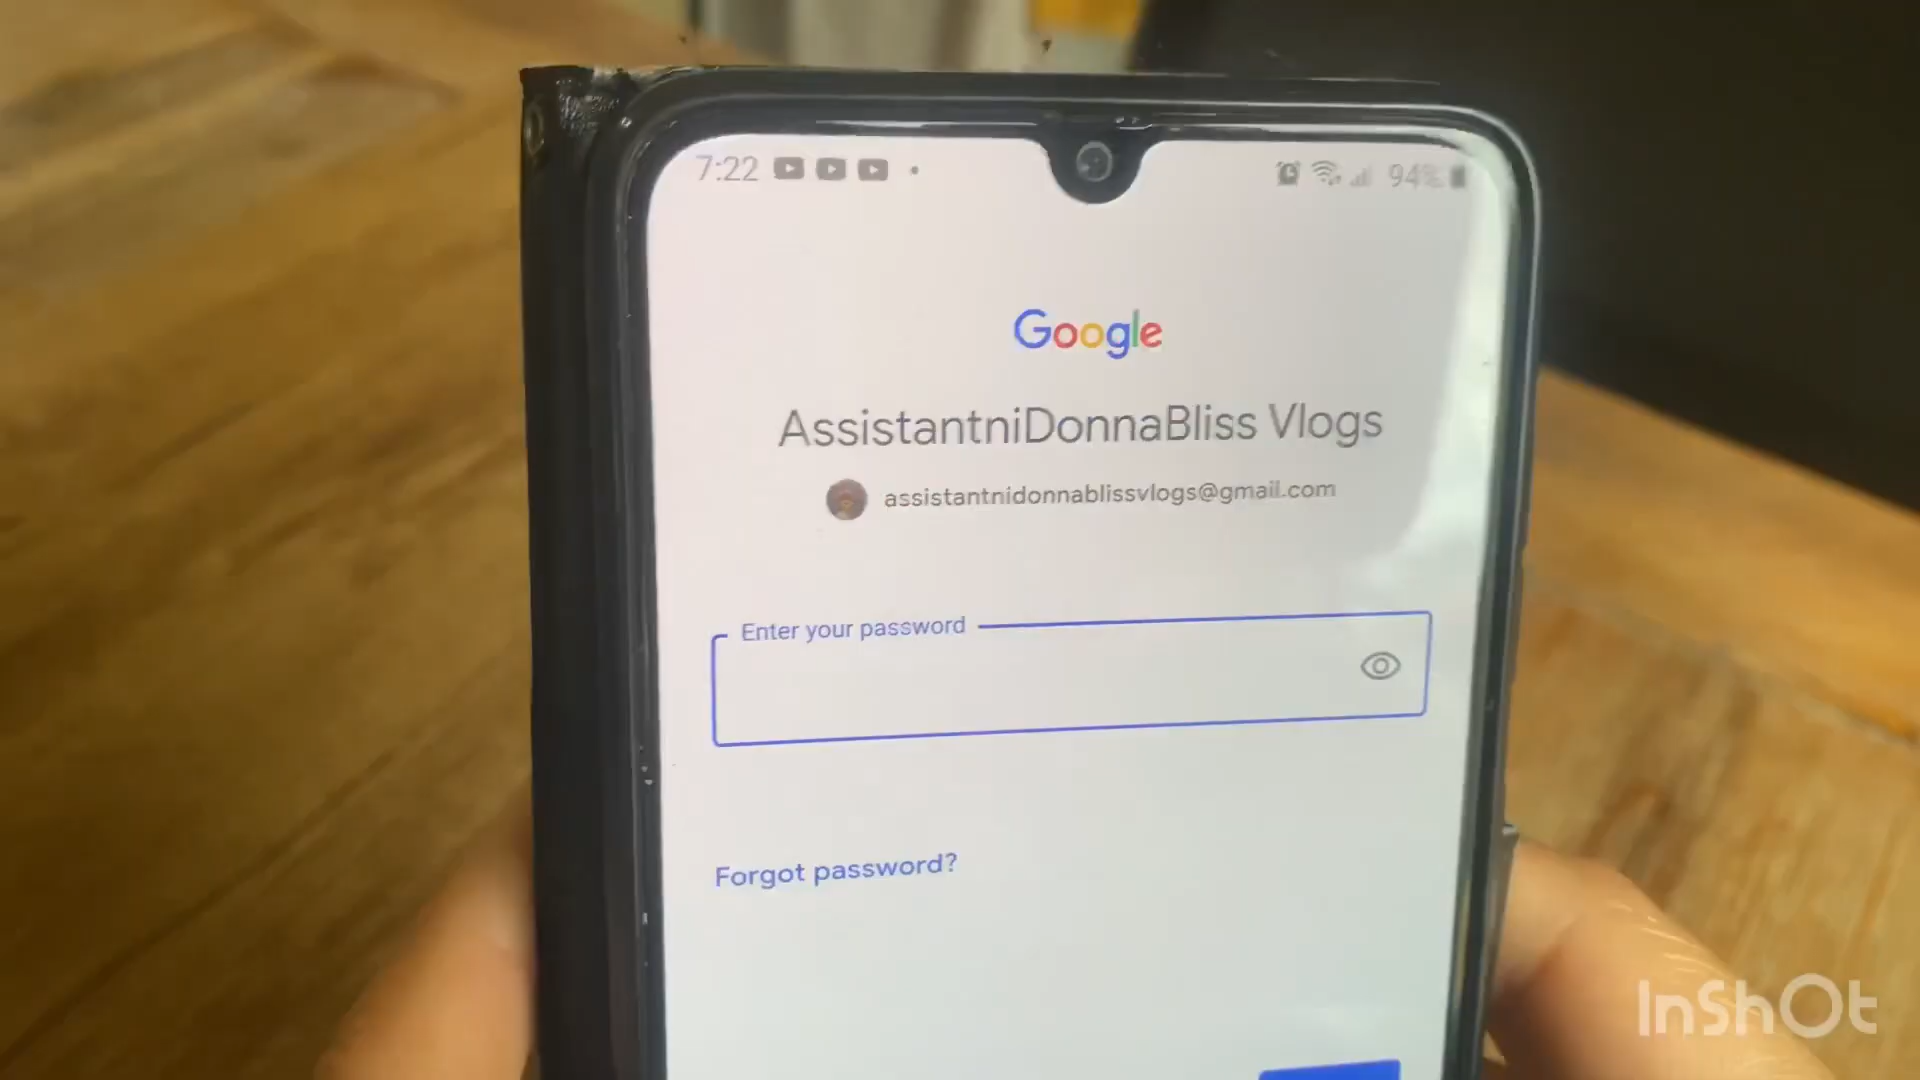 7:22
94%
Google
AssistantniDonnaBliss Vlogs
assistantnidonnablissvlogs@gmail.com
Enter your password
Forgot password?
InShOt